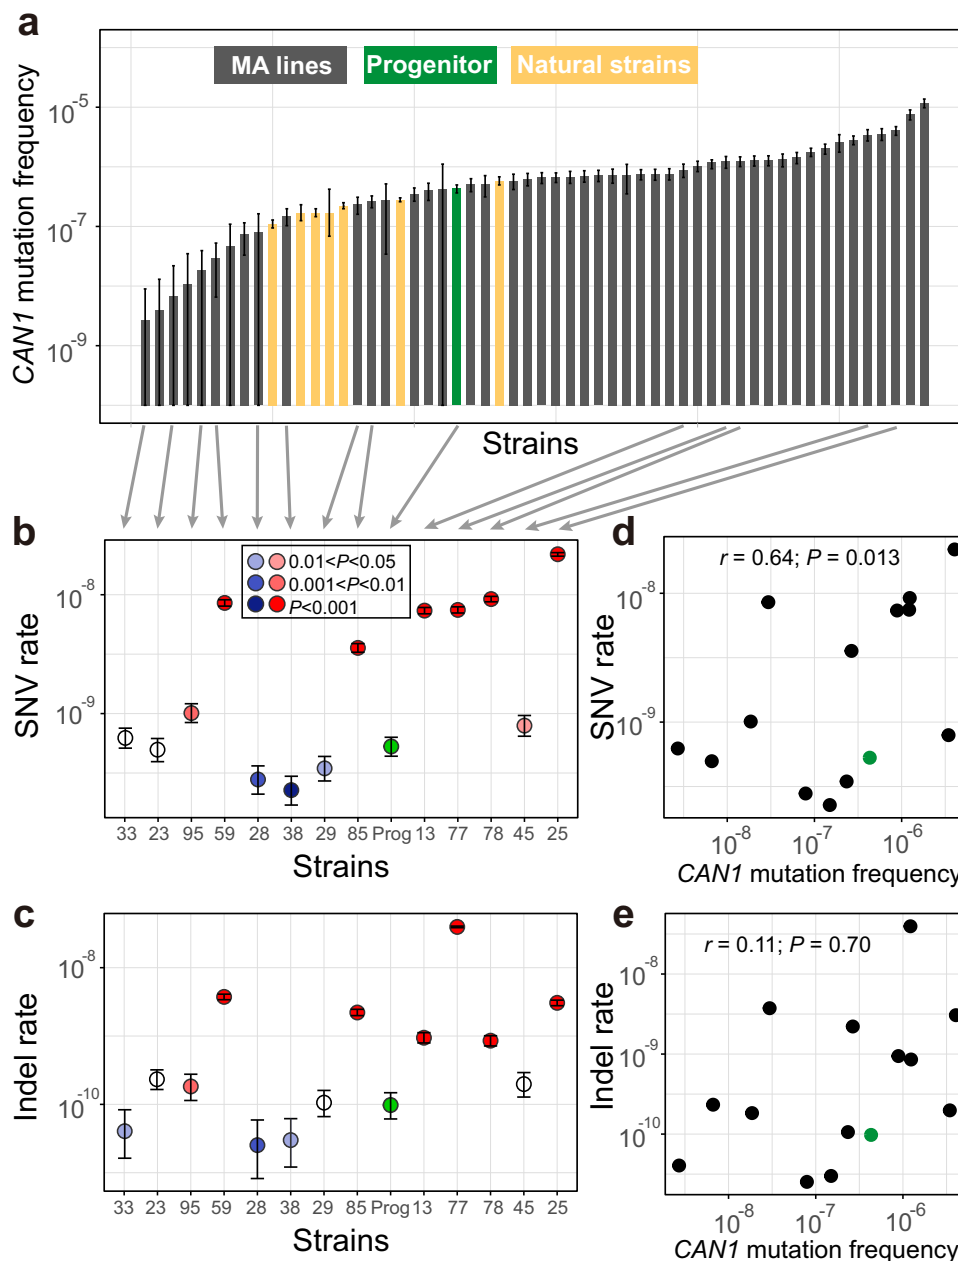 a
MA lines Progenitor Natural strains
CAN1 mutation frequency
10-5
10-7
10-9
Strains
b
0.01<P<0.05
0.001<P<0.01
P<0.001
SNV rate
10-8
10-9
33 23 95 59 28 38 29 85 Prog 13 77 78 45 25
Strains
d
r = 0.64; P = 0.013
SNV rate
10-8
10-9
10-8 10-7 10-6
CAN1 mutation frequency
c
Indel rate
10-8
10-10
33 23 95 59 28 38 29 85 Prog 13 77 78 45 25
Strains
e
r = 0.11; P = 0.70
Indel rate
10-8
10-9
10-10
10-8 10-7 10-6
CAN1 mutation frequency